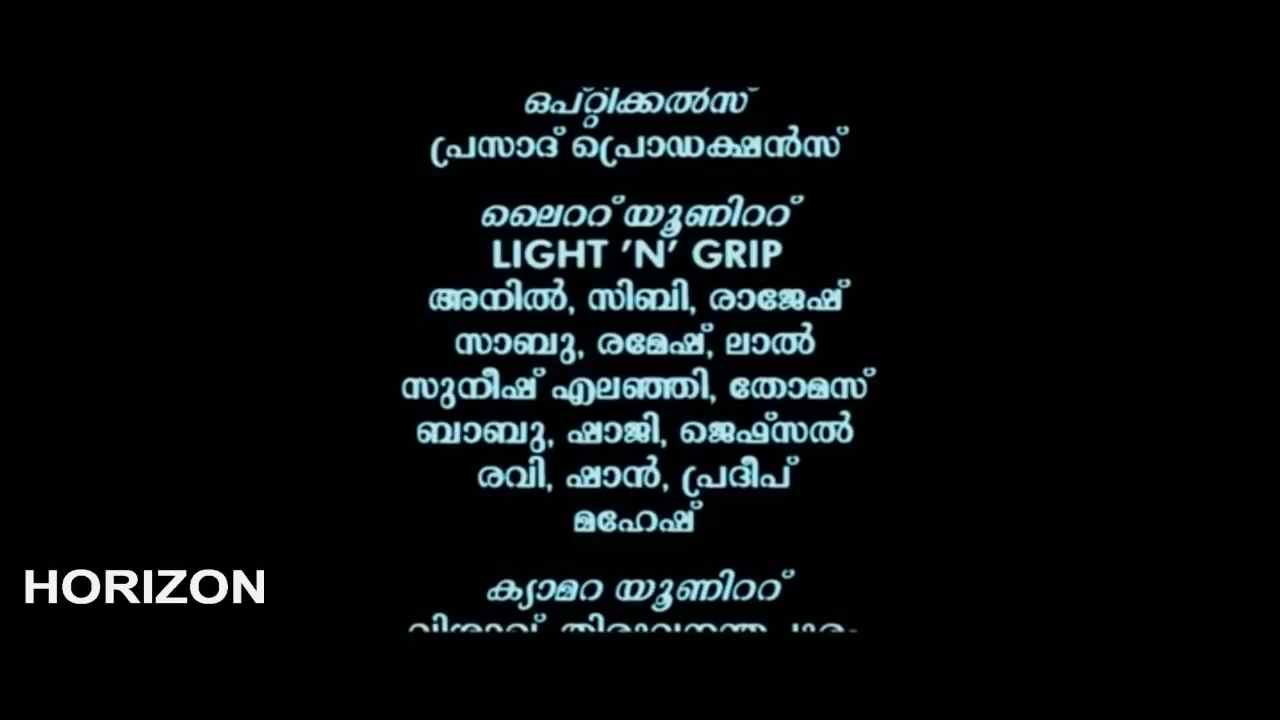 ഒപ്റ്റിക്കൽസ്
പ്രസാദ് പ്രൊഡക്ഷൻസ്
ലൈററ് യൂണിററ്
LIGHT ’N’ GRIP
അനിൽ, സിബി, രാജേഷ്
സാബു, രമേഷ്, ലാൽ
സുനീഷ് എലഞ്ഞി, തോമസ്
ബാബു, ഷാജി, ജെഫ്സൽ
രവി, ഷാൻ, പ്രദീപ്
മഹേഷ്
HORIZON
ക്യാമറ യൂണിററ്